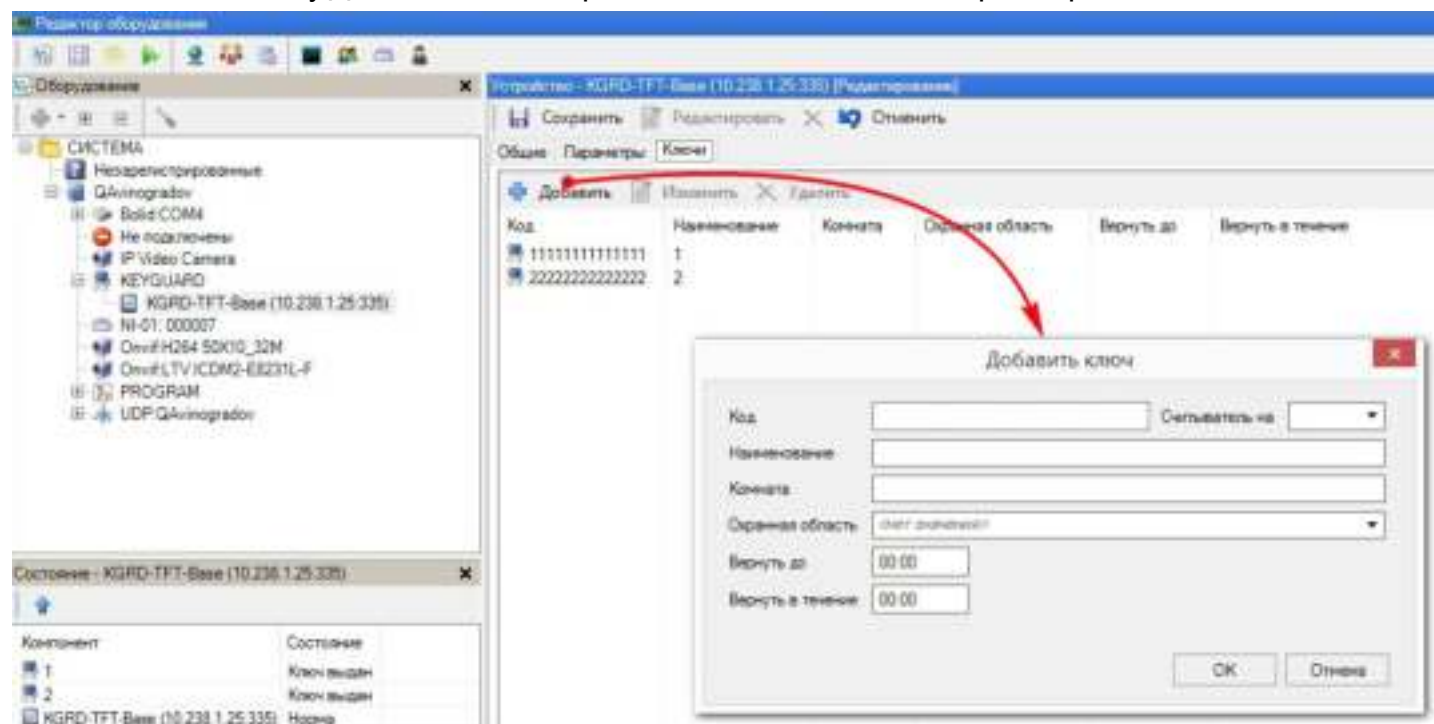 Редактор оборудования
Оборудование
СИСТЕМА
Незарегистрированные
QAvinogradov
Bolid:COM4
Не подключены
IP Video Camera
KEYGUARD
KGRD-TFT-Base (10.238.1.25:335)
NI-01: 000007
Onvif:H264 50X10_32M
Onvif:LTV ICDM2-E8231L-F
PROGRAM
UDP:QAvinogradov
Состояние - KGRD-TFT-Base (10.238.1.25:335)
Компонент Состояние
1 Ключ выдан
2 Ключ выдан
KGRD-TFT-Base (10.238.1.25:335) Норма
Устройство - KGRD-TFT-Base (10.238.1.25:335) [Редактирование]
Сохранить Редактировать Отменить
Общие Параметры Ключи
Добавить Изменить Удалить
Код Наименование Комната Охранная область Вернуть до Вернуть в течение
11111111111111 1
22222222222222 2
Добавить ключ
Код Считыватель на
Наименование
Комната
Охранная область <нет значения>
Вернуть до 00:00
Вернуть в течение 00:00
OK Отмена